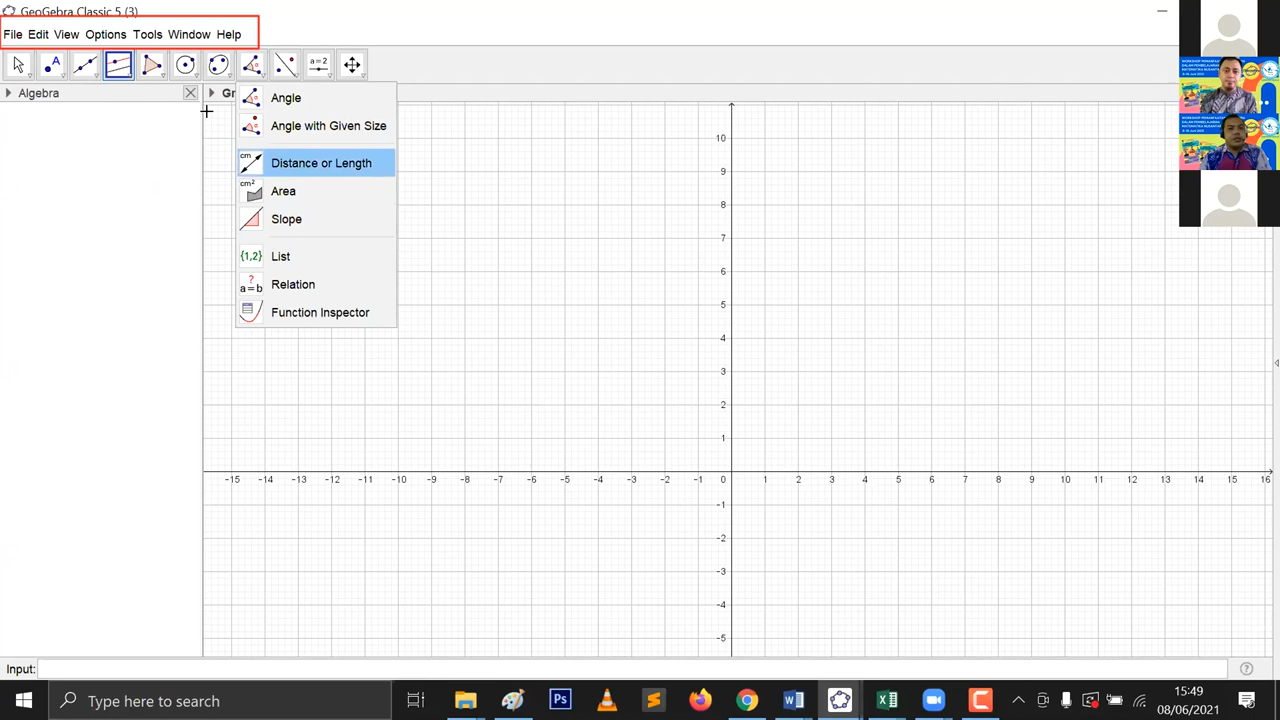 GeoGebra Classic 5 (3)
File Edit View Options Tools Window Help
A
a=2
Algebra
Gr
Angle
Angle with Given Size
cm
Distance or Length
cm²
Area
Slope
{1,2}
List
?
a=b
Relation
Function Inspector
10
9
8
7
6
5
4
3
2
1
-15 -14 -13 -12 -11 -10 -9 -8 -7 -6 -5 -4 -3 -2 -1 0 1 2 3 4 5 6 7 8 9 10 11 12 13 14 15 16
-1
-2
-3
-4
-5
Input:
?
Type here to search
Ps
15:49
08/06/2021